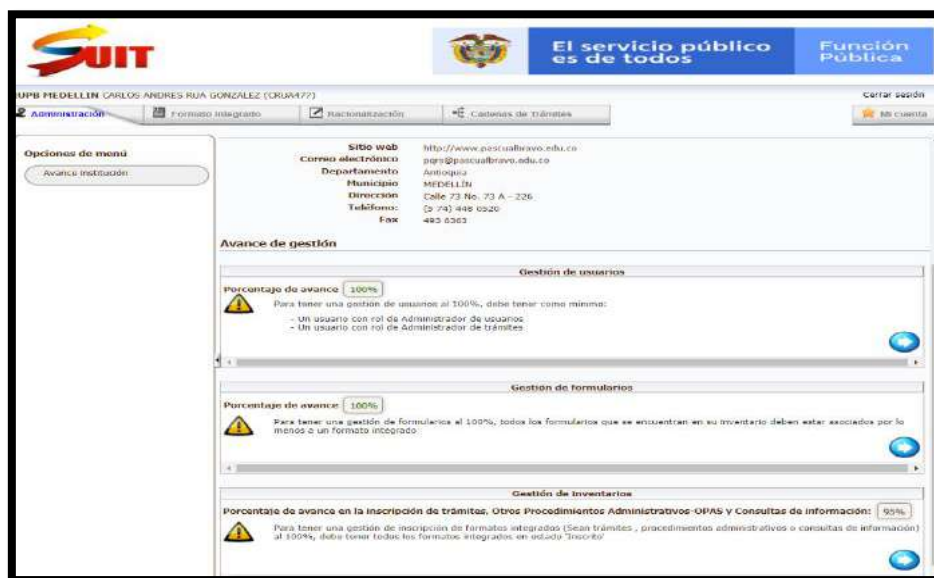 SUIT
El servicio público
es de todos
Función
Pública
IUPB MEDELLIN CARLOS ANDRES RUA GONZALEZ (CRUA477)
Cerrar sesión
Administración
Formato integrado
Racionalización
Cadenas de trámites
Mi cuenta
Opciones de menú
Avance institución
Sitio web http://www.pascualbravo.edu.co
Correo electrónico pqrs@pascualbravo.edu.co
Departamento Antioquia
Municipio MEDELLÍN
Dirección Calle 73 No. 73 A - 226
Teléfono: (5 74) 448 0520
Fax 493 6363
Avance de gestión
Gestión de usuarios
Porcentaje de avance 100%
Para tener una gestión de usuarios al 100%, debe tener como mínimo:
- Un usuario con rol de Administrador de usuarios
- Un usuario con rol de Administrador de trámites
Gestión de formularios
Porcentaje de avance 100%
Para tener una gestión de formularios al 100%, todos los formularios que se encuentran en su inventario deben estar asociados por lo
menos a un formato integrado
Gestión de inventarios
Porcentaje de avance en la inscripción de trámites, Otros Procedimientos Administrativos-OPAS y Consultas de información: 95%
Para tener una gestión de inscripción de formatos integrados (Sean trámites , procedimientos administrativos o consultas de información)
al 100%, debe tener todos los formatos integrados en estado 'Inscrito'